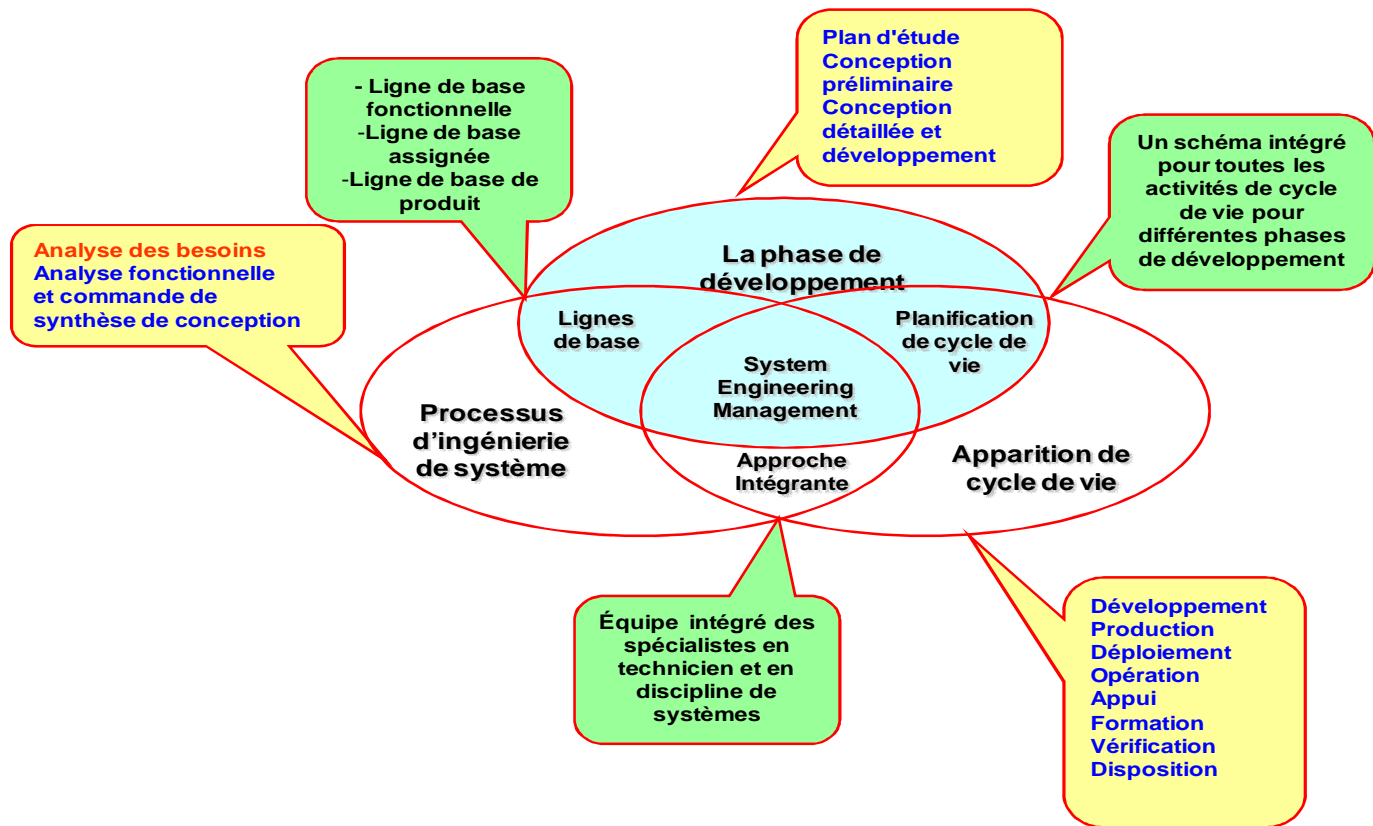 Plan d'étude
Conception
préliminaire
Conception
détaillée et
développement
- Ligne de base
fonctionnelle
-Ligne de base
assignée
-Ligne de base de
produit
Un schéma intégré
pour toutes les
activités de cycle
de vie pour
différentes phases
de développement
Analyse des besoins
Analyse fonctionnelle
et commande de
synthèse de conception
La phase de
développement
Lignes
de base
Planification
de cycle de
vie
System
Engineering
Management
Processus
d'ingénierie
de système
Approche
Intégrante
Apparition de
cycle de vie
Équipe intégré des
spécialistes en
technicien et en
discipline de
systèmes
Développement
Production
Déploiement
Opération
Appui
Formation
Vérification
Disposition